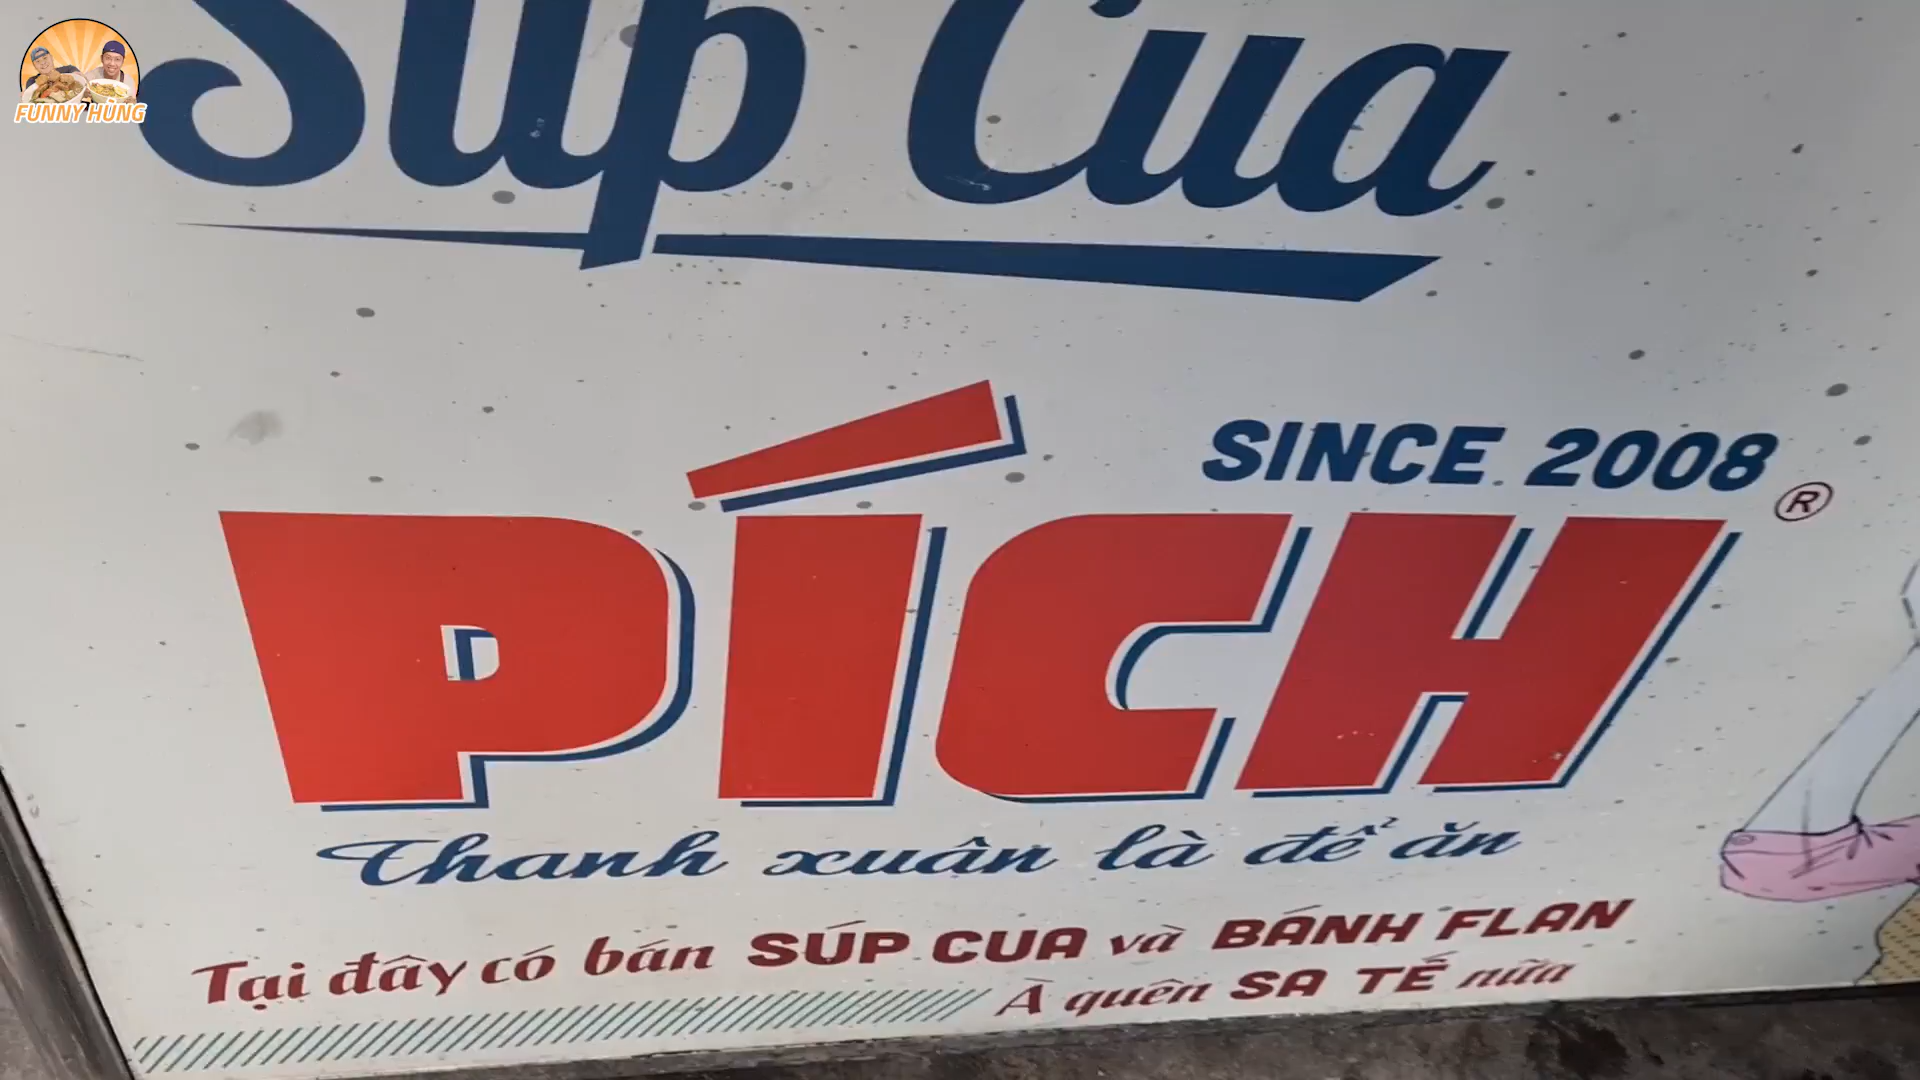 FUNNY HÙNG
Súp Cua
SINCE 2008
®
PÍCH
Thanh xuân là để ăn
Tại đây có bán SÚP CUA và BÁNH FLAN
À quên SA TẾ nữa